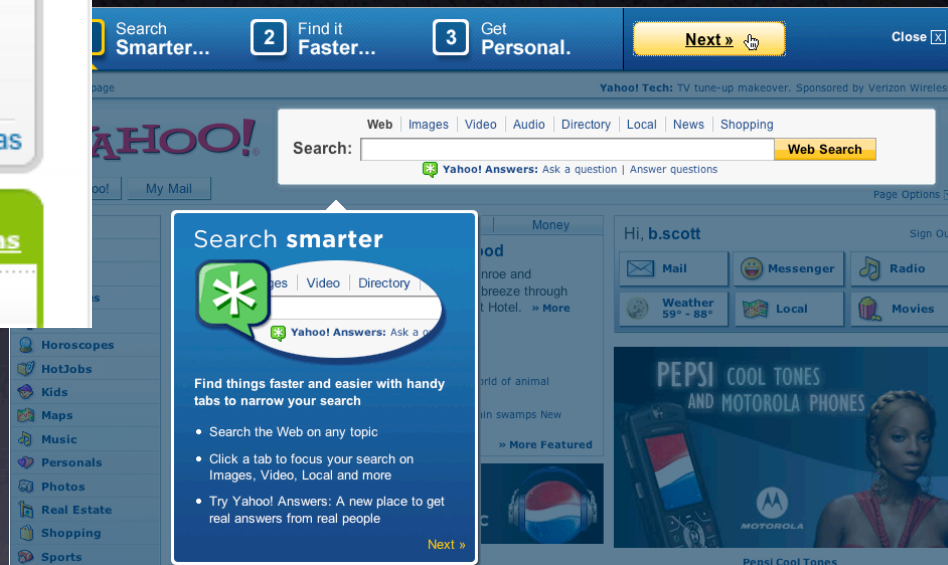 Search
Smarter...
2 Find it
Faster...
3 Get
Personal.
Next »
Close X
as
page
Yahoo! Tech: TV tune-up makeover. Sponsored by Verizon Wireless
YAHOO!
Web Images Video Audio Directory Local News Shopping
Search:
Web Search
Yahoo! Answers: Ask a question | Answer questions
oo! My Mail
Page Options
ns
Search smarter
ges Video Directory
Yahoo! Answers: Ask a q
Find things faster and easier with handy
tabs to narrow your search
• Search the Web on any topic
• Click a tab to focus your search on
Images, Video, Local and more
• Try Yahoo! Answers: A new place to get
real answers from real people
Next »
Money
ood
nroe and
breeze through
t Hotel. » More
orld of animal
ain swamps New
» More Featured
Hi, b.scott
Sign Ou
Mail Messenger Radio
Weather
59° - 88°
Local Movies
s
Horoscopes
HotJobs
Kids
Maps
Music
Personals
Photos
Real Estate
Shopping
Sports
PEPSI COOL TONES
AND MOTOROLA PHONES
MOTOROLA
Pepsi Cool Tones